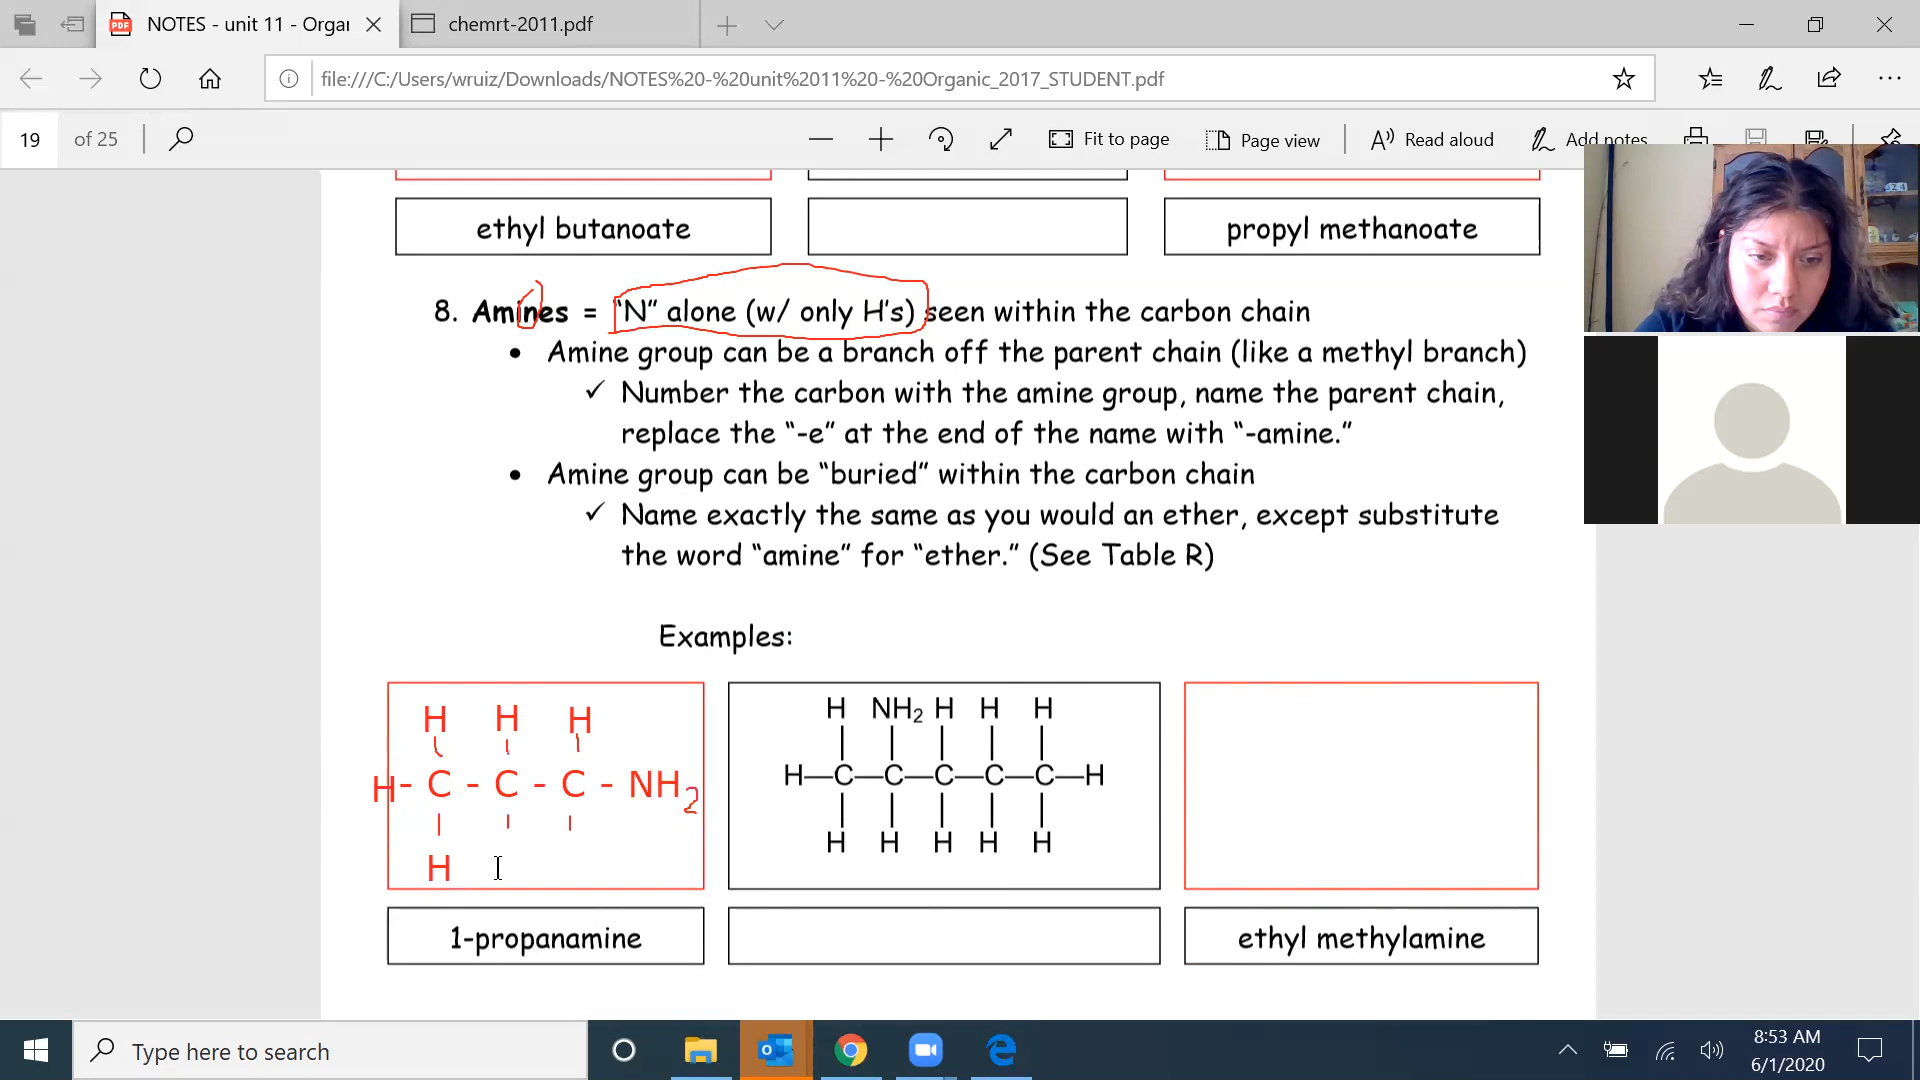 NOTES - unit 11 - Orgar
chemrt-2011.pdf
file:///C:/Users/wruiz/Downloads/NOTES%20-%20unit%2011%20-%20Organic_2017_STUDENT.pdf
19 of 25
Fit to page
Page view
Read aloud
Add notes
ethyl butanoate
propyl methanoate
8. Amines = "N" alone (w/ only H's) seen within the carbon chain
• Amine group can be a branch off the parent chain (like a methyl branch)
✓ Number the carbon with the amine group, name the parent chain,
replace the "-e" at the end of the name with "-amine."
• Amine group can be "buried" within the carbon chain
✓ Name exactly the same as you would an ether, except substitute
the word "amine" for "ether." (See Table R)
Examples:
H H H
H- C - C - C - NH2
H
H NH₂ H H H
H—C—C—C—C—C—H
H H H H H
1-propanamine
ethyl methylamine
Type here to search
8:53 AM
6/1/2020